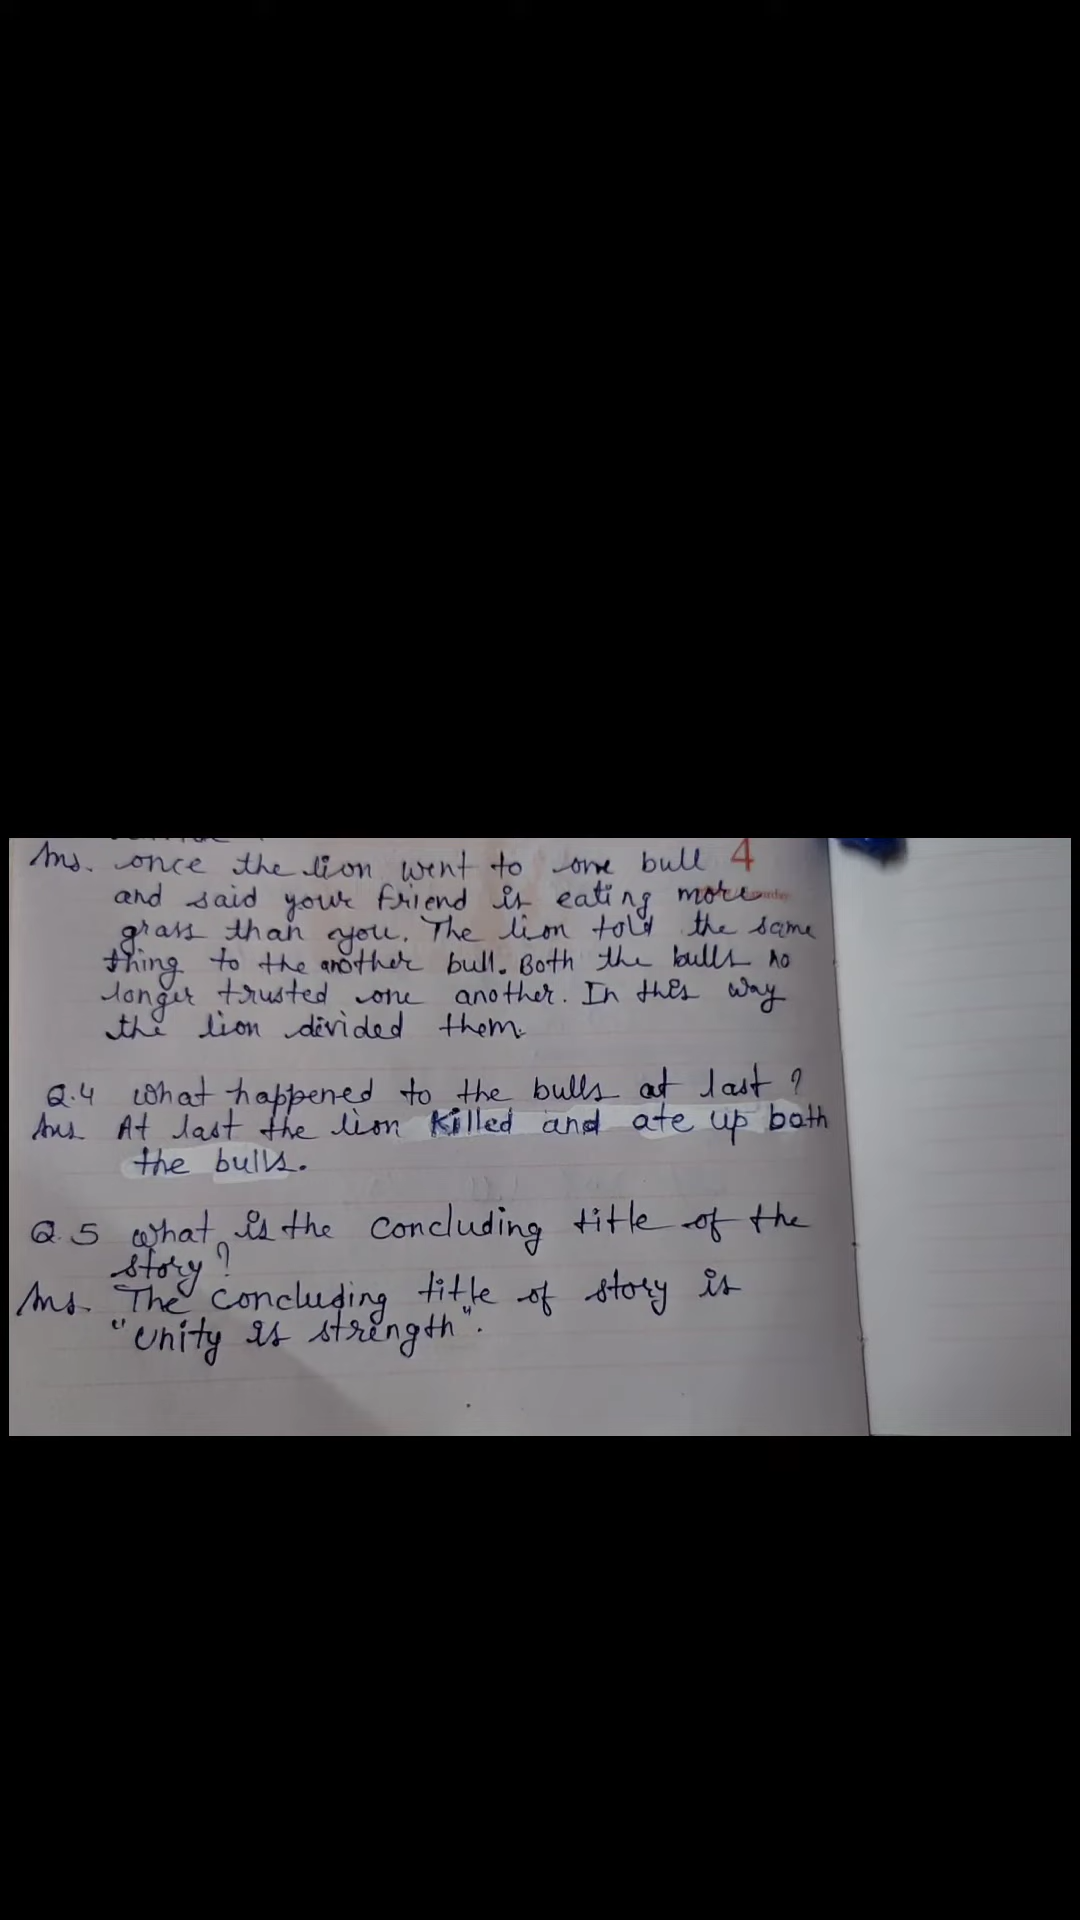 Ans. once the lion went to one bull 4
and said your friend is eating more
grass than you. The lion told the same
thing to the another bull. Both the bulls no
longer trusted one another. In this way
the lion divided them.
Q.4 what happened to the bulls at last ?
Ans. At last the lion killed and ate up both
the bulls.
Q.5 what is the concluding title of the
story ?
Ans. The concluding title of story is
"unity is strength".